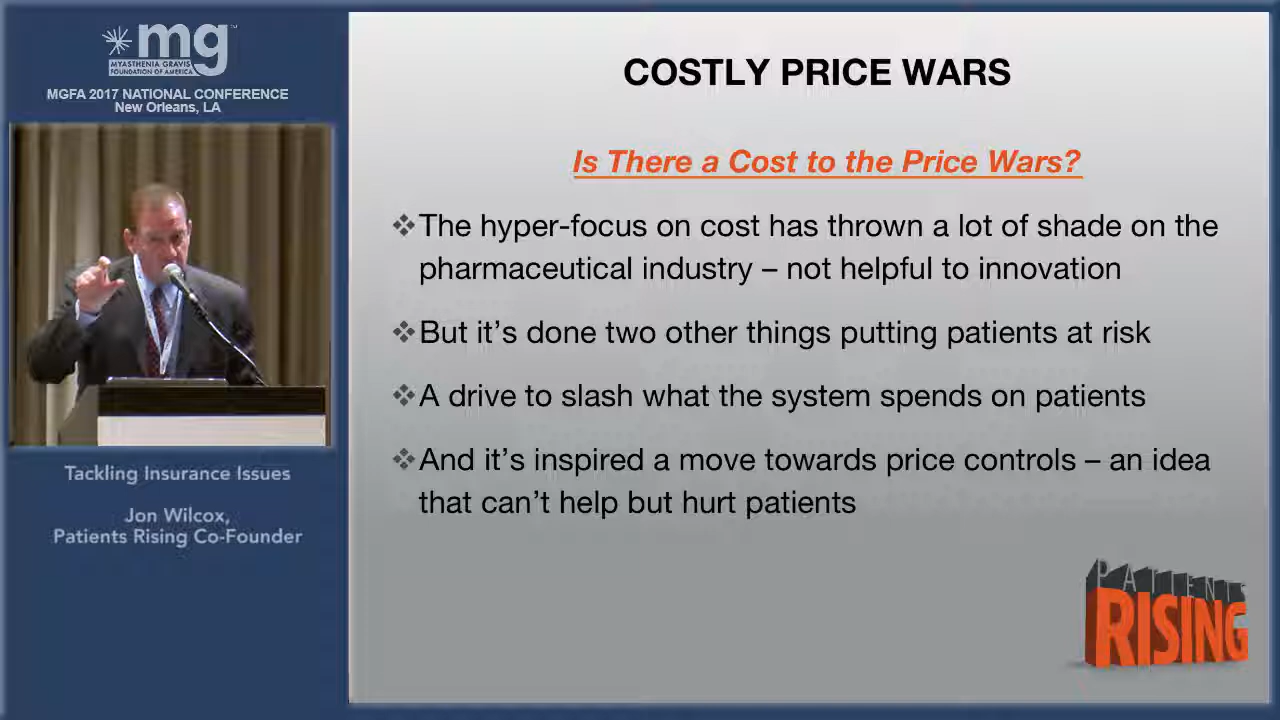 mg
MYASTHENIA GRAVIS
FOUNDATION OF AMERICA
MGFA 2017 NATIONAL CONFERENCE
New Orleans, LA
Tackling Insurance Issues
Jon Wilcox,
Patients Rising Co-Founder
COSTLY PRICE WARS
Is There a Cost to the Price Wars?
❖The hyper-focus on cost has thrown a lot of shade on the
pharmaceutical industry – not helpful to innovation
❖But it’s done two other things putting patients at risk
❖A drive to slash what the system spends on patients
❖And it’s inspired a move towards price controls – an idea
that can’t help but hurt patients
PATIENTS
RISING